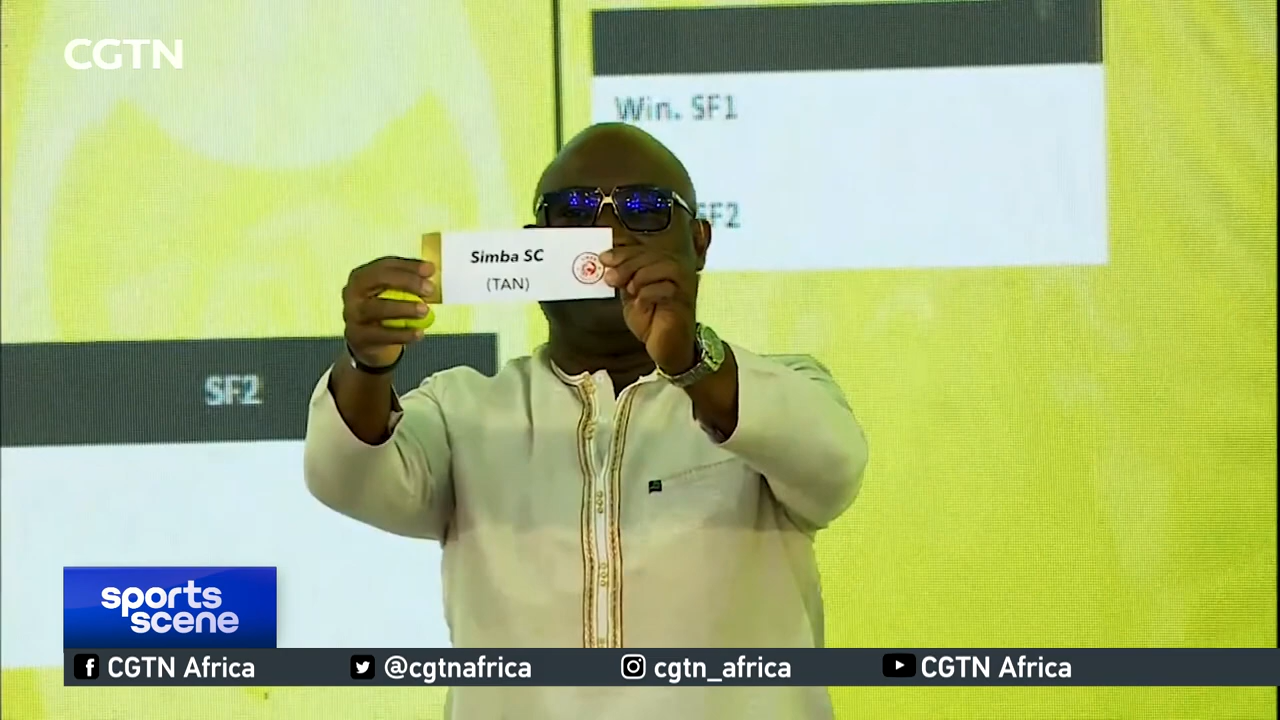 CGTN
Win. SF1
SF2
Simba SC
(TAN)
SF2
sports
scene
CGTN Africa
@cgtnafrica
cgtn_africa
CGTN Africa